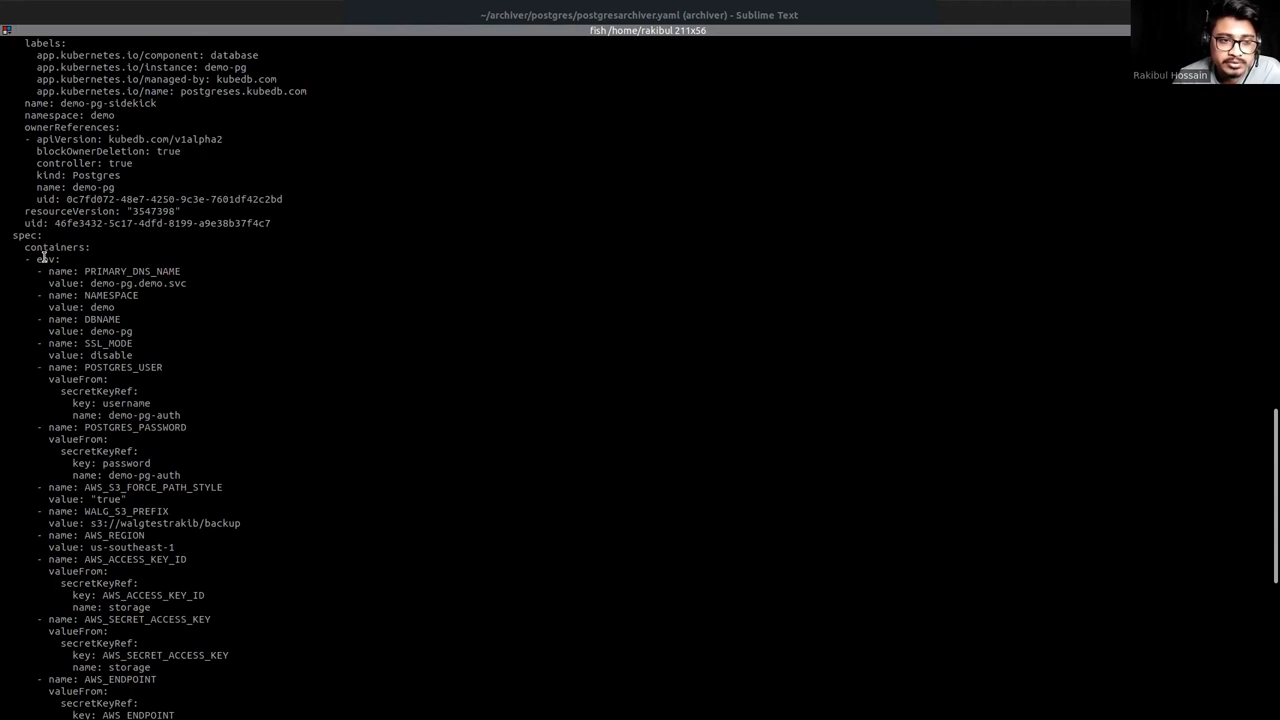 ~/archiver/postgres/postgresarchiver.yaml (archiver) - Sublime Text
fish /home/rakibul 211x56
labels:
app.kubernetes.io/component: database
app.kubernetes.io/instance: demo-pg
app.kubernetes.io/managed-by: kubedb.com
app.kubernetes.io/name: postgreses.kubedb.com
name: demo-pg-sidekick
namespace: demo
ownerReferences:
- apiVersion: kubedb.com/v1alpha2
blockOwnerDeletion: true
controller: true
kind: Postgres
name: demo-pg
uid: 0c7fd072-48e7-4250-9c3e-7601df42c2bd
resourceVersion: "3547398"
uid: 46fe3432-5c17-4dfd-8199-a9e38b37f4c7
spec:
containers:
- env:
- name: PRIMARY_DNS_NAME
value: demo-pg.demo.svc
- name: NAMESPACE
value: demo
- name: DBNAME
value: demo-pg
- name: SSL_MODE
value: disable
- name: POSTGRES_USER
valueFrom:
secretKeyRef:
key: username
name: demo-pg-auth
- name: POSTGRES_PASSWORD
valueFrom:
secretKeyRef:
key: password
name: demo-pg-auth
- name: AWS_S3_FORCE_PATH_STYLE
value: "true"
- name: WALG_S3_PREFIX
value: s3://walgtestrakib/backup
- name: AWS_REGION
value: us-southeast-1
- name: AWS_ACCESS_KEY_ID
valueFrom:
secretKeyRef:
key: AWS_ACCESS_KEY_ID
name: storage
- name: AWS_SECRET_ACCESS_KEY
valueFrom:
secretKeyRef:
key: AWS_SECRET_ACCESS_KEY
name: storage
- name: AWS_ENDPOINT
valueFrom:
secretKeyRef:
key: AWS_ENDPOINT
Rakibul Hossain